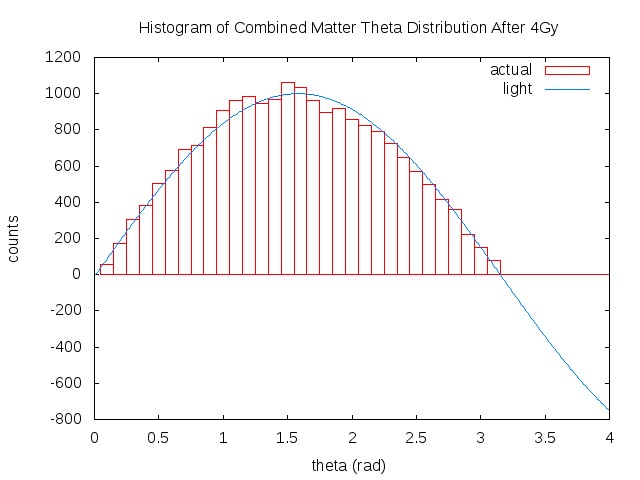 Histogram of Combined Matter Theta Distribution After 4Gy
1200
1000
800
600
400
200
0
-200
-400
-600
-800
counts
actual
light
0 0.5 1 1.5 2 2.5 3 3.5 4
theta (rad)